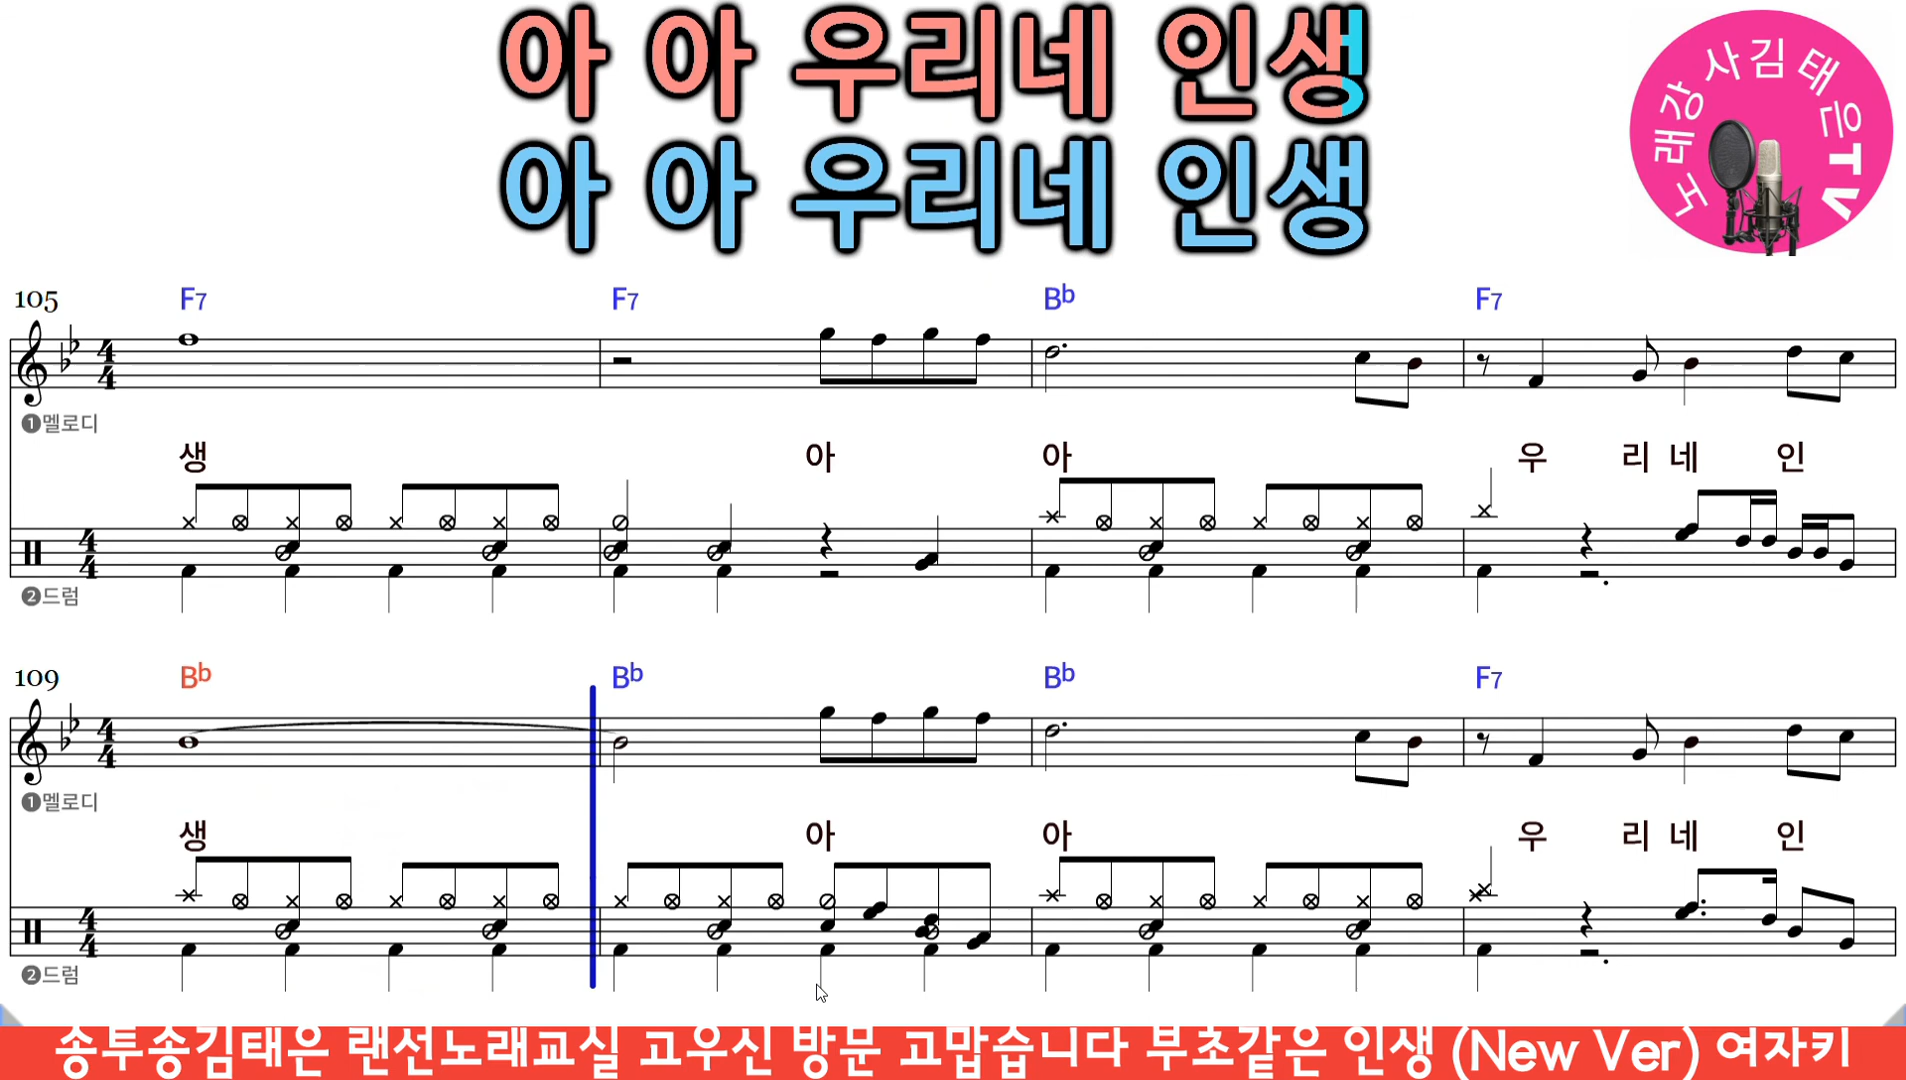 아 아 우리네 인생
아 아 우리네 인생
노래강사김태은TV
105 F7 F7 Bb F7
❶멜로디
생 아 아 우 리 네 인
❷드럼
109 Bb Bb Bb F7
❶멜로디
생 아 아 우 리 네 인
❷드럼
송투송김태은 랜선노래교실 고우신 방문 고맙습니다 부초같은 인생 (New Ver) 여자키